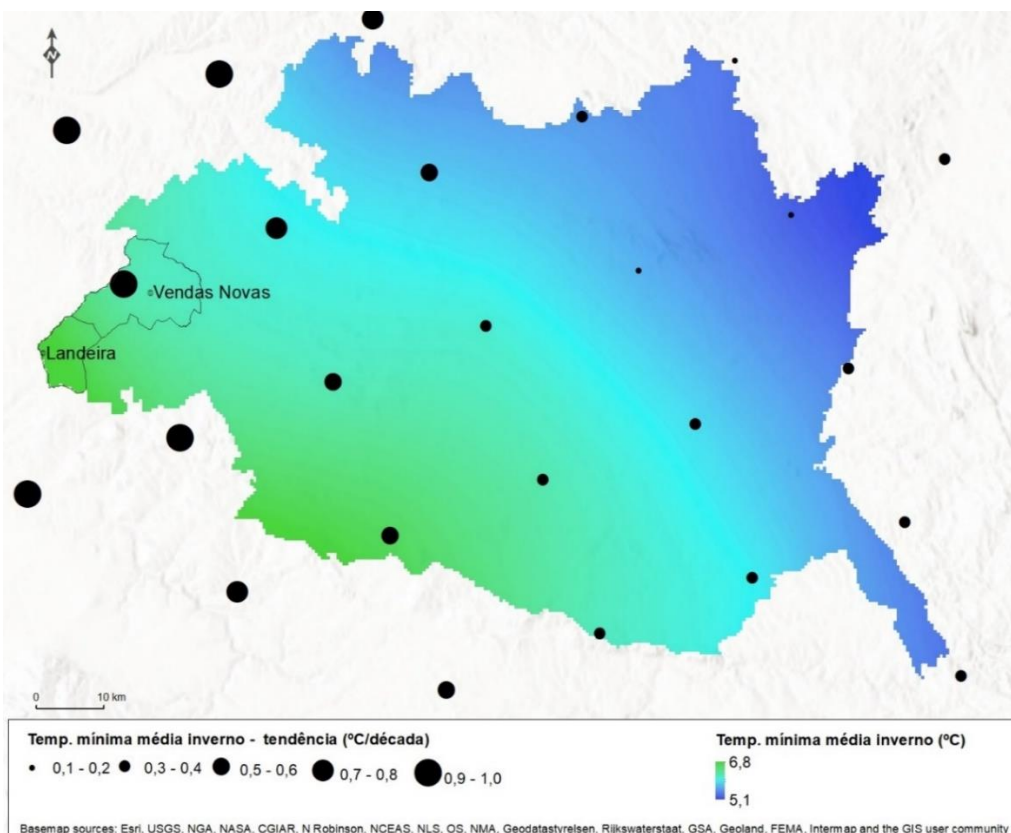 N
Vendas Novas
Landeira
0 10 km
Temp. mínima média inverno - tendência (ºC/década)
0,1 - 0,2 0,3 - 0,4 0,5 - 0,6 0,7 - 0,8 0,9 - 1,0
Temp. mínima média inverno (ºC)
6,8
5,1
Basemap sources: Esri, USGS, NGA, NASA, CGIAR, N Robinson, NCEAS, NLS, OS, NMA, Geodatastyrelsen, Rijkswaterstaat, GSA, Geoland, FEMA, Intermap and the GIS user community